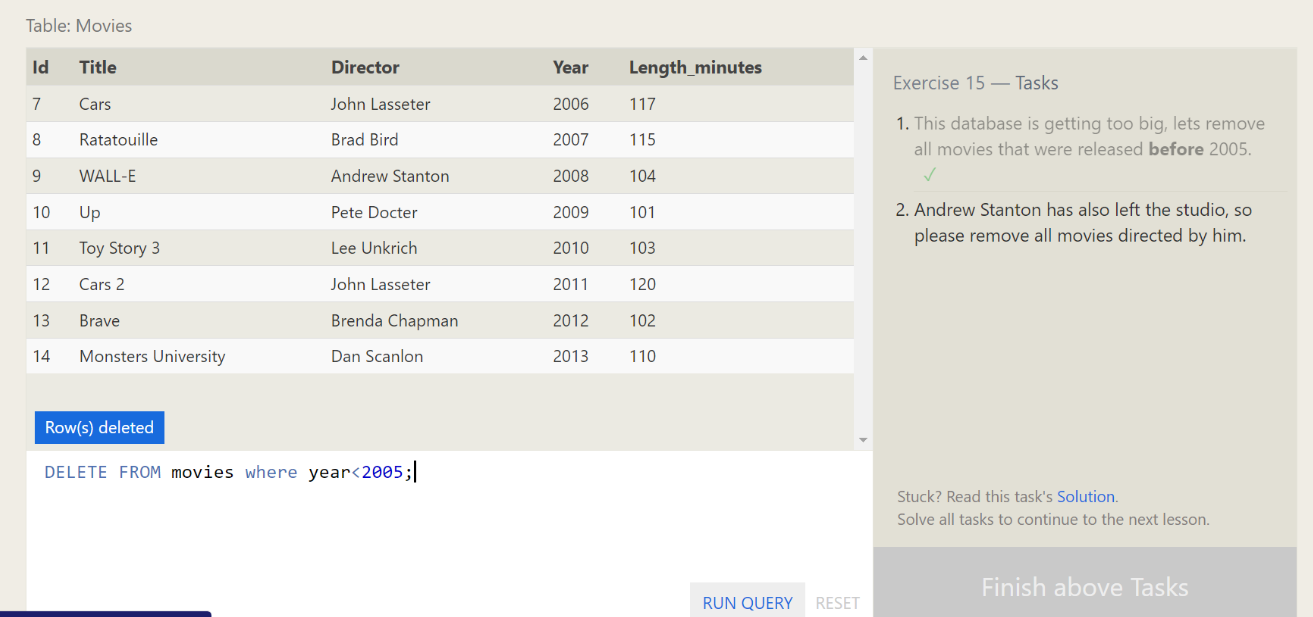 Table: Movies
Id Title Director Year Length_minutes
7 Cars John Lasseter 2006 117
8 Ratatouille Brad Bird 2007 115
9 WALL-E Andrew Stanton 2008 104
10 Up Pete Docter 2009 101
11 Toy Story 3 Lee Unkrich 2010 103
12 Cars 2 John Lasseter 2011 120
13 Brave Brenda Chapman 2012 102
14 Monsters University Dan Scanlon 2013 110
Row(s) deleted
DELETE FROM movies where year<2005;
RUN QUERY RESET
Exercise 15 — Tasks
1. This database is getting too big, lets remove
all movies that were released before 2005.
✓
2. Andrew Stanton has also left the studio, so
please remove all movies directed by him.
Stuck? Read this task's Solution.
Solve all tasks to continue to the next lesson.
Finish above Tasks